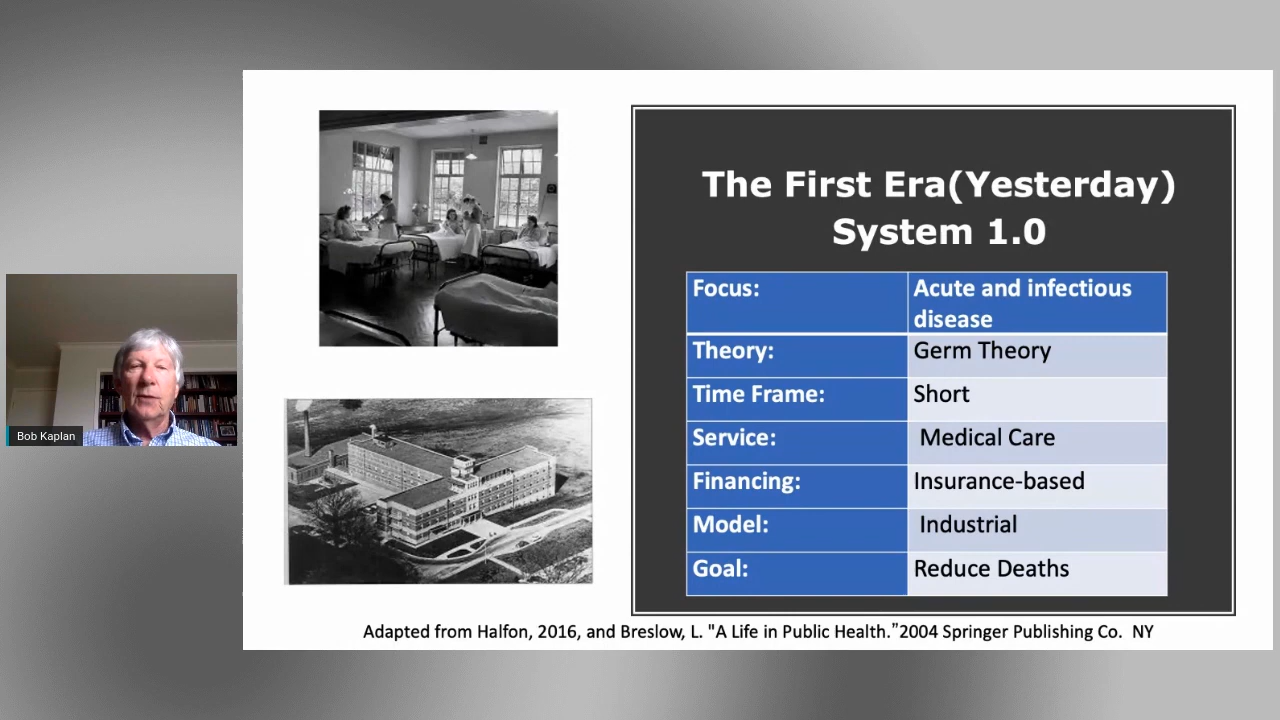 The First Era(Yesterday)
System 1.0
Focus:
Acute and infectious
disease
Theory:
Germ Theory
Time Frame:
Short
Service:
Medical Care
Financing:
Insurance-based
Model:
Industrial
Goal:
Reduce Deaths
Adapted from Halfon, 2016, and Breslow, L. "A Life in Public Health.”2004 Springer Publishing Co.  NY
Bob Kaplan